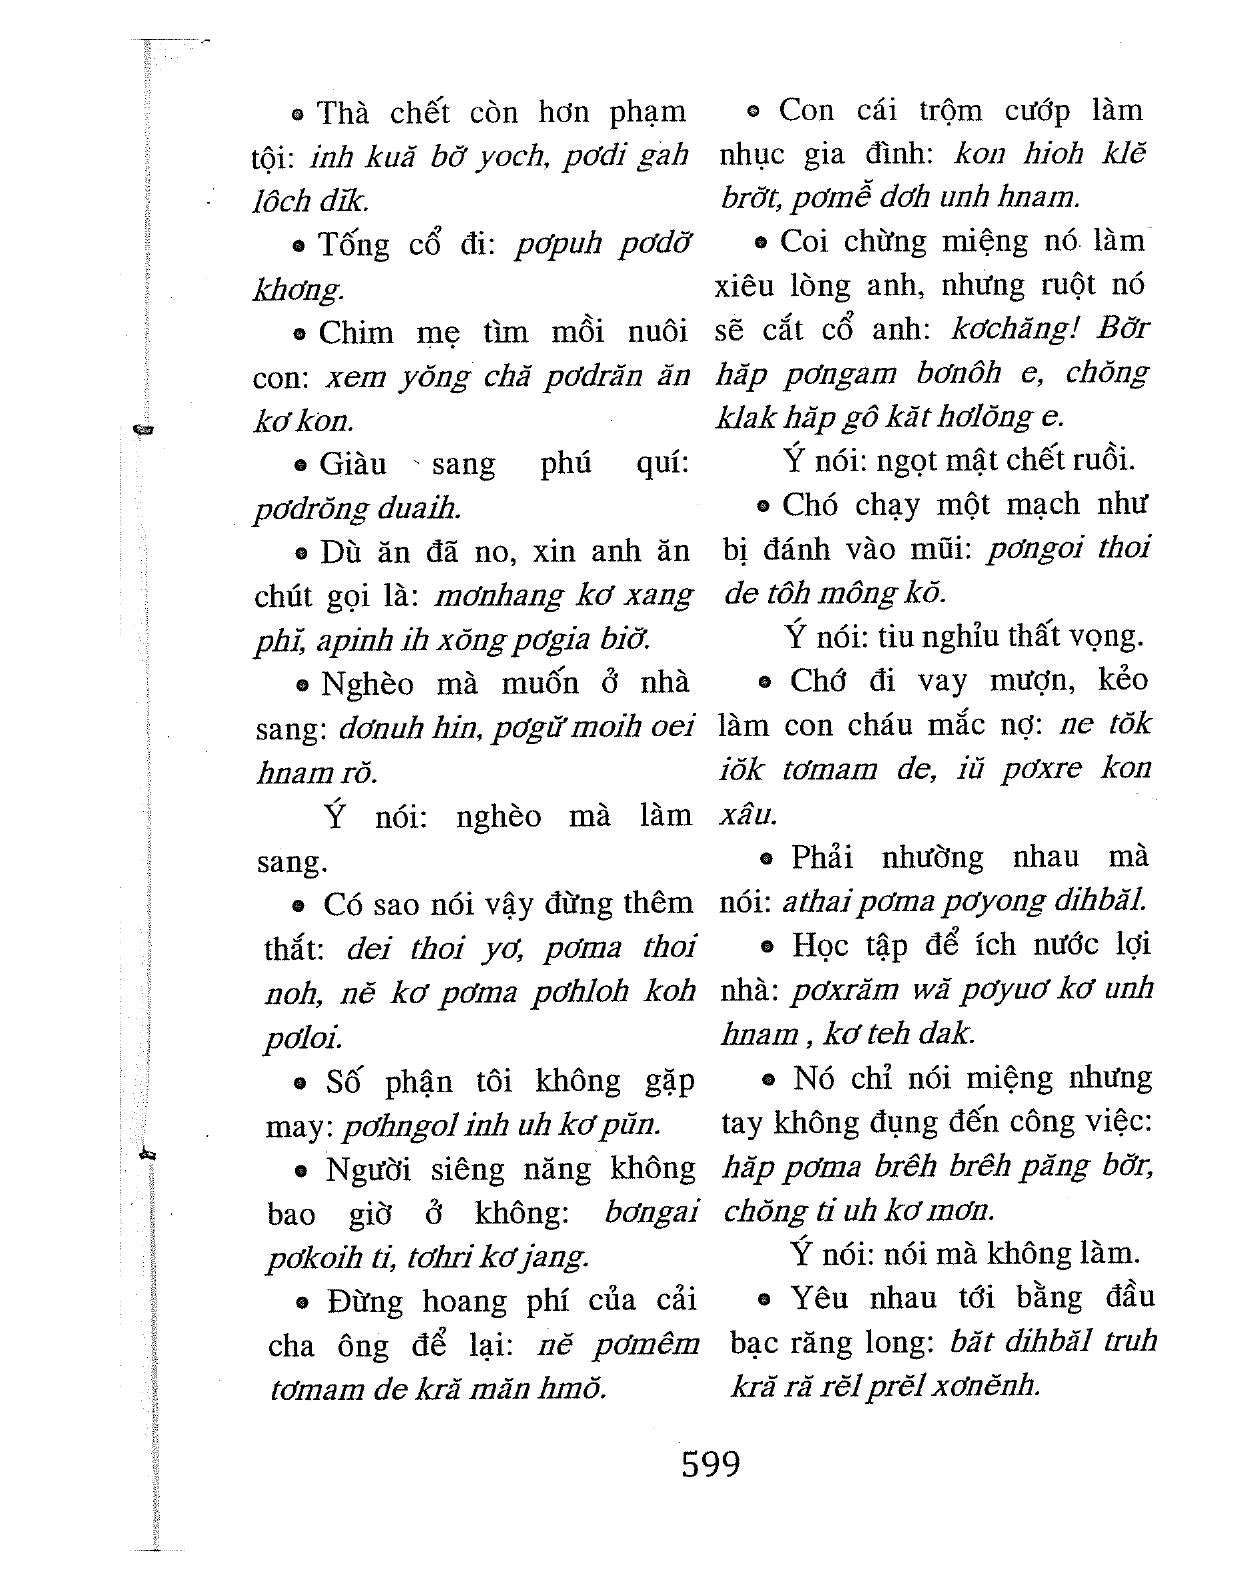 • Thà chết còn hơn phạm
tội: inh kuă bơ̆ yoch, pơdi gah
lôch dĭk.
• Tống cổ đi: pơpuh pơdơ̆
khơng.
• Chim mẹ tìm mồi nuôi
con: xem yŏng chă pơdrăn ăn
kơ kon.
• Giàu sang phú quí:
pơdrŏng duaih.
• Dù ăn đã no, xin anh ăn
chút gọi là: mơnhang kơ xang
phĭ, apinh ih xŏng pơgia biơ̆.
• Nghèo mà muốn ở nhà
sang: dơnuh hin, pơgư̆ moih oei
hnam rŏ.
Ý nói: nghèo mà làm
sang.
• Có sao nói vậy đừng thêm
thắt: dei thoi yơ, pơma thoi
noh, nĕ kơ pơma pơhloh koh
pơloi.
• Số phận tôi không gặp
may: pơhngol inh uh kơ pŭn.
• Người siêng năng không
bao giờ ở không: bơngai
pơkoih ti, tơhri kơ jang.
• Đừng hoang phí của cải
cha ông để lại: nĕ pơmêm
tơmam de kră măn hmŏ.
• Con cái trộm cướp làm
nhục gia đình: kon hioh klĕ
brơ̆t, pơmê̆ dơh unh hnam.
• Coi chừng miệng nó làm
xiêu lòng anh, nhưng ruột nó
sẽ cắt cổ anh: kơchăng! Bơ̆r
hăp pơngam bơnôh e, chŏng
klak hăp gô kăt hơlŏng e.
Ý nói: ngọt mật chết ruồi.
• Chó chạy một mạch như
bị đánh vào mũi: pơngoi thoi
de tôh mông kŏ.
Ý nói: tiu nghỉu thất vọng.
• Chớ đi vay mượn, kẻo
làm con cháu mắc nợ: ne tŏk
iŏk tơmam de, iŭ pơxre kon
xâu.
• Phải nhường nhau mà
nói: athai pơma pơyong dihbăl.
• Học tập để ích nước lợi
nhà: pơxrăm wă pơyuơ kơ unh
hnam , kơ teh dak.
• Nó chỉ nói miệng nhưng
tay không đụng đến công việc:
hăp pơma brêh brêh păng bơ̆r,
chŏng ti uh kơ mơn.
Ý nói: nói mà không làm.
• Yêu nhau tới bằng đầu
bạc răng long: băt dihbăl truh
kră ră rĕl prĕl xơnĕnh.
599